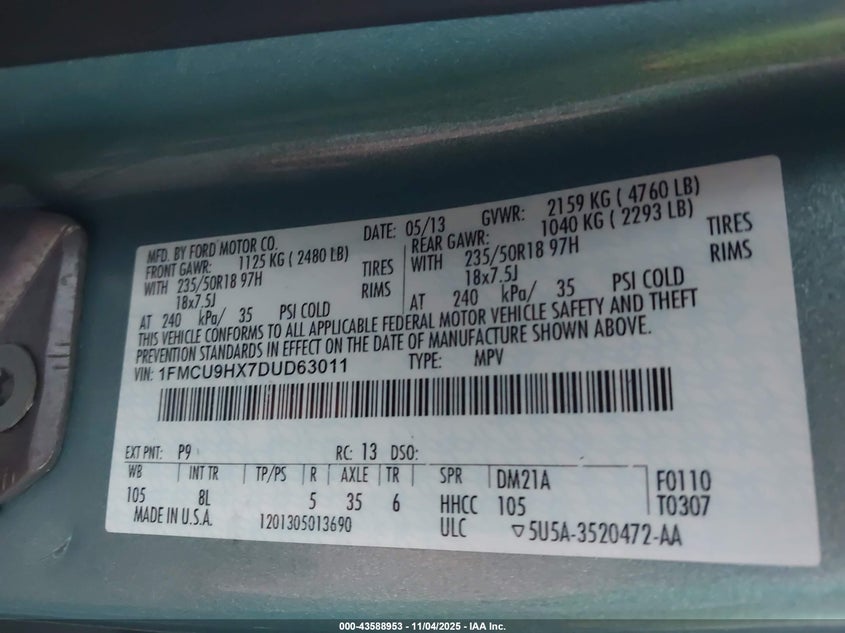 MFD. BY FORD MOTOR CO. DATE: 05/13 GVWR: 2159 KG ( 4760 LB)
FRONT GAWR: 1125 KG ( 2480 LB) REAR GAWR: 1040 KG ( 2293 LB)
WITH 235/50R18 97H TIRES WITH 235/50R18 97H TIRES
18x7.5J RIMS 18x7.5J RIMS
AT 240 kPa/ 35 PSI COLD AT 240 kPa/ 35 PSI COLD
THIS VEHICLE CONFORMS TO ALL APPLICABLE FEDERAL MOTOR VEHICLE SAFETY AND THEFT
PREVENTION STANDARDS IN EFFECT ON THE DATE OF MANUFACTURE SHOWN ABOVE.
VIN: 1FMCU9HX7DUD63011 TYPE: MPV
EXT PNT: P9 RC: 13 DSO:
WB INT TR TP/PS R AXLE TR SPR DM21A F0110
105 8L 5 35 6 HHCC 105 T0307
MADE IN U.S.A. 1201305013690 ULC ▽5U5A-3520472-AA
000-43588953 - 11/04/2025 - IAA Inc.